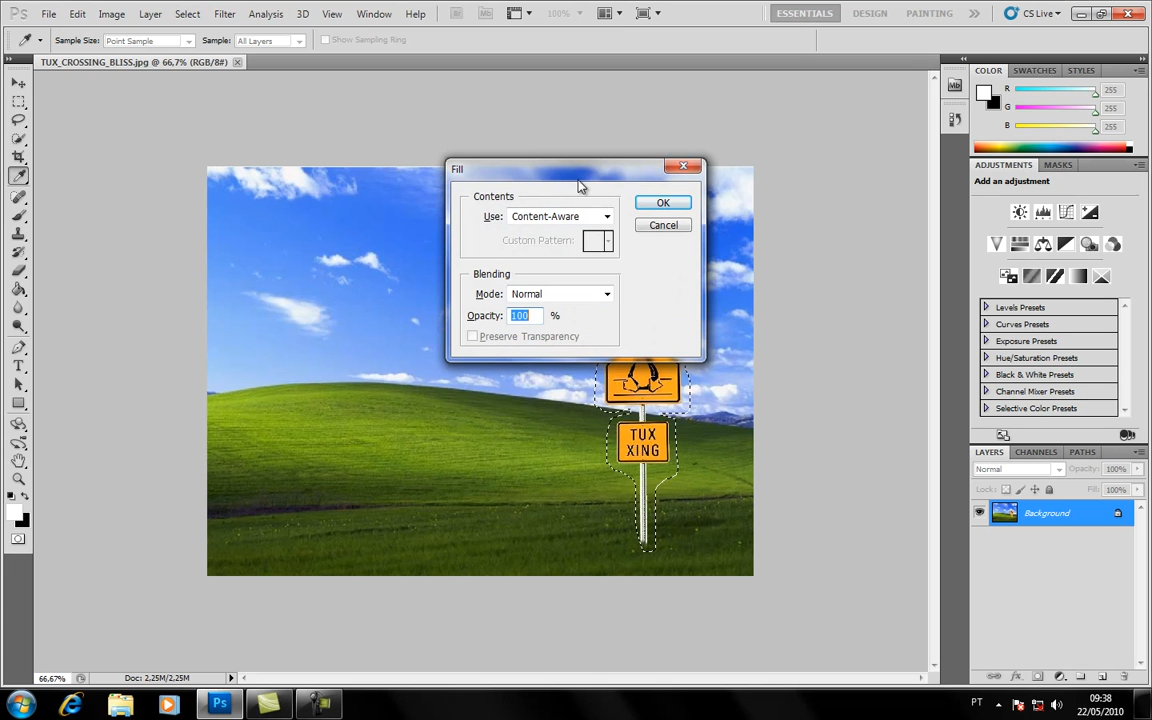 Ps File Edit Image Layer Select Filter Analysis 3D View Window Help Br Mb 100% ESSENTIALS DESIGN PAINTING CS Live
Sample Size: Point Sample Sample: All Layers Show Sampling Ring
TUX_CROSSING_BLISS.jpg @ 66,7% (RGB/8#)
COLOR SWATCHES STYLES
R 255
G 255
B 255
Mb
ADJUSTMENTS MASKS
Add an adjustment
Levels Presets
Curves Presets
Exposure Presets
Hue/Saturation Presets
Black & White Presets
Channel Mixer Presets
Selective Color Presets
LAYERS CHANNELS PATHS
Normal Opacity: 100%
Lock: Fill: 100%
Background
Fill
Contents
Use: Content-Aware
Custom Pattern:
OK
Cancel
Blending
Mode: Normal
Opacity: 100 %
Preserve Transparency
TUX
XING
66,67% Doc: 2,25M/2,25M
Ps PT 09:38
22/05/2010